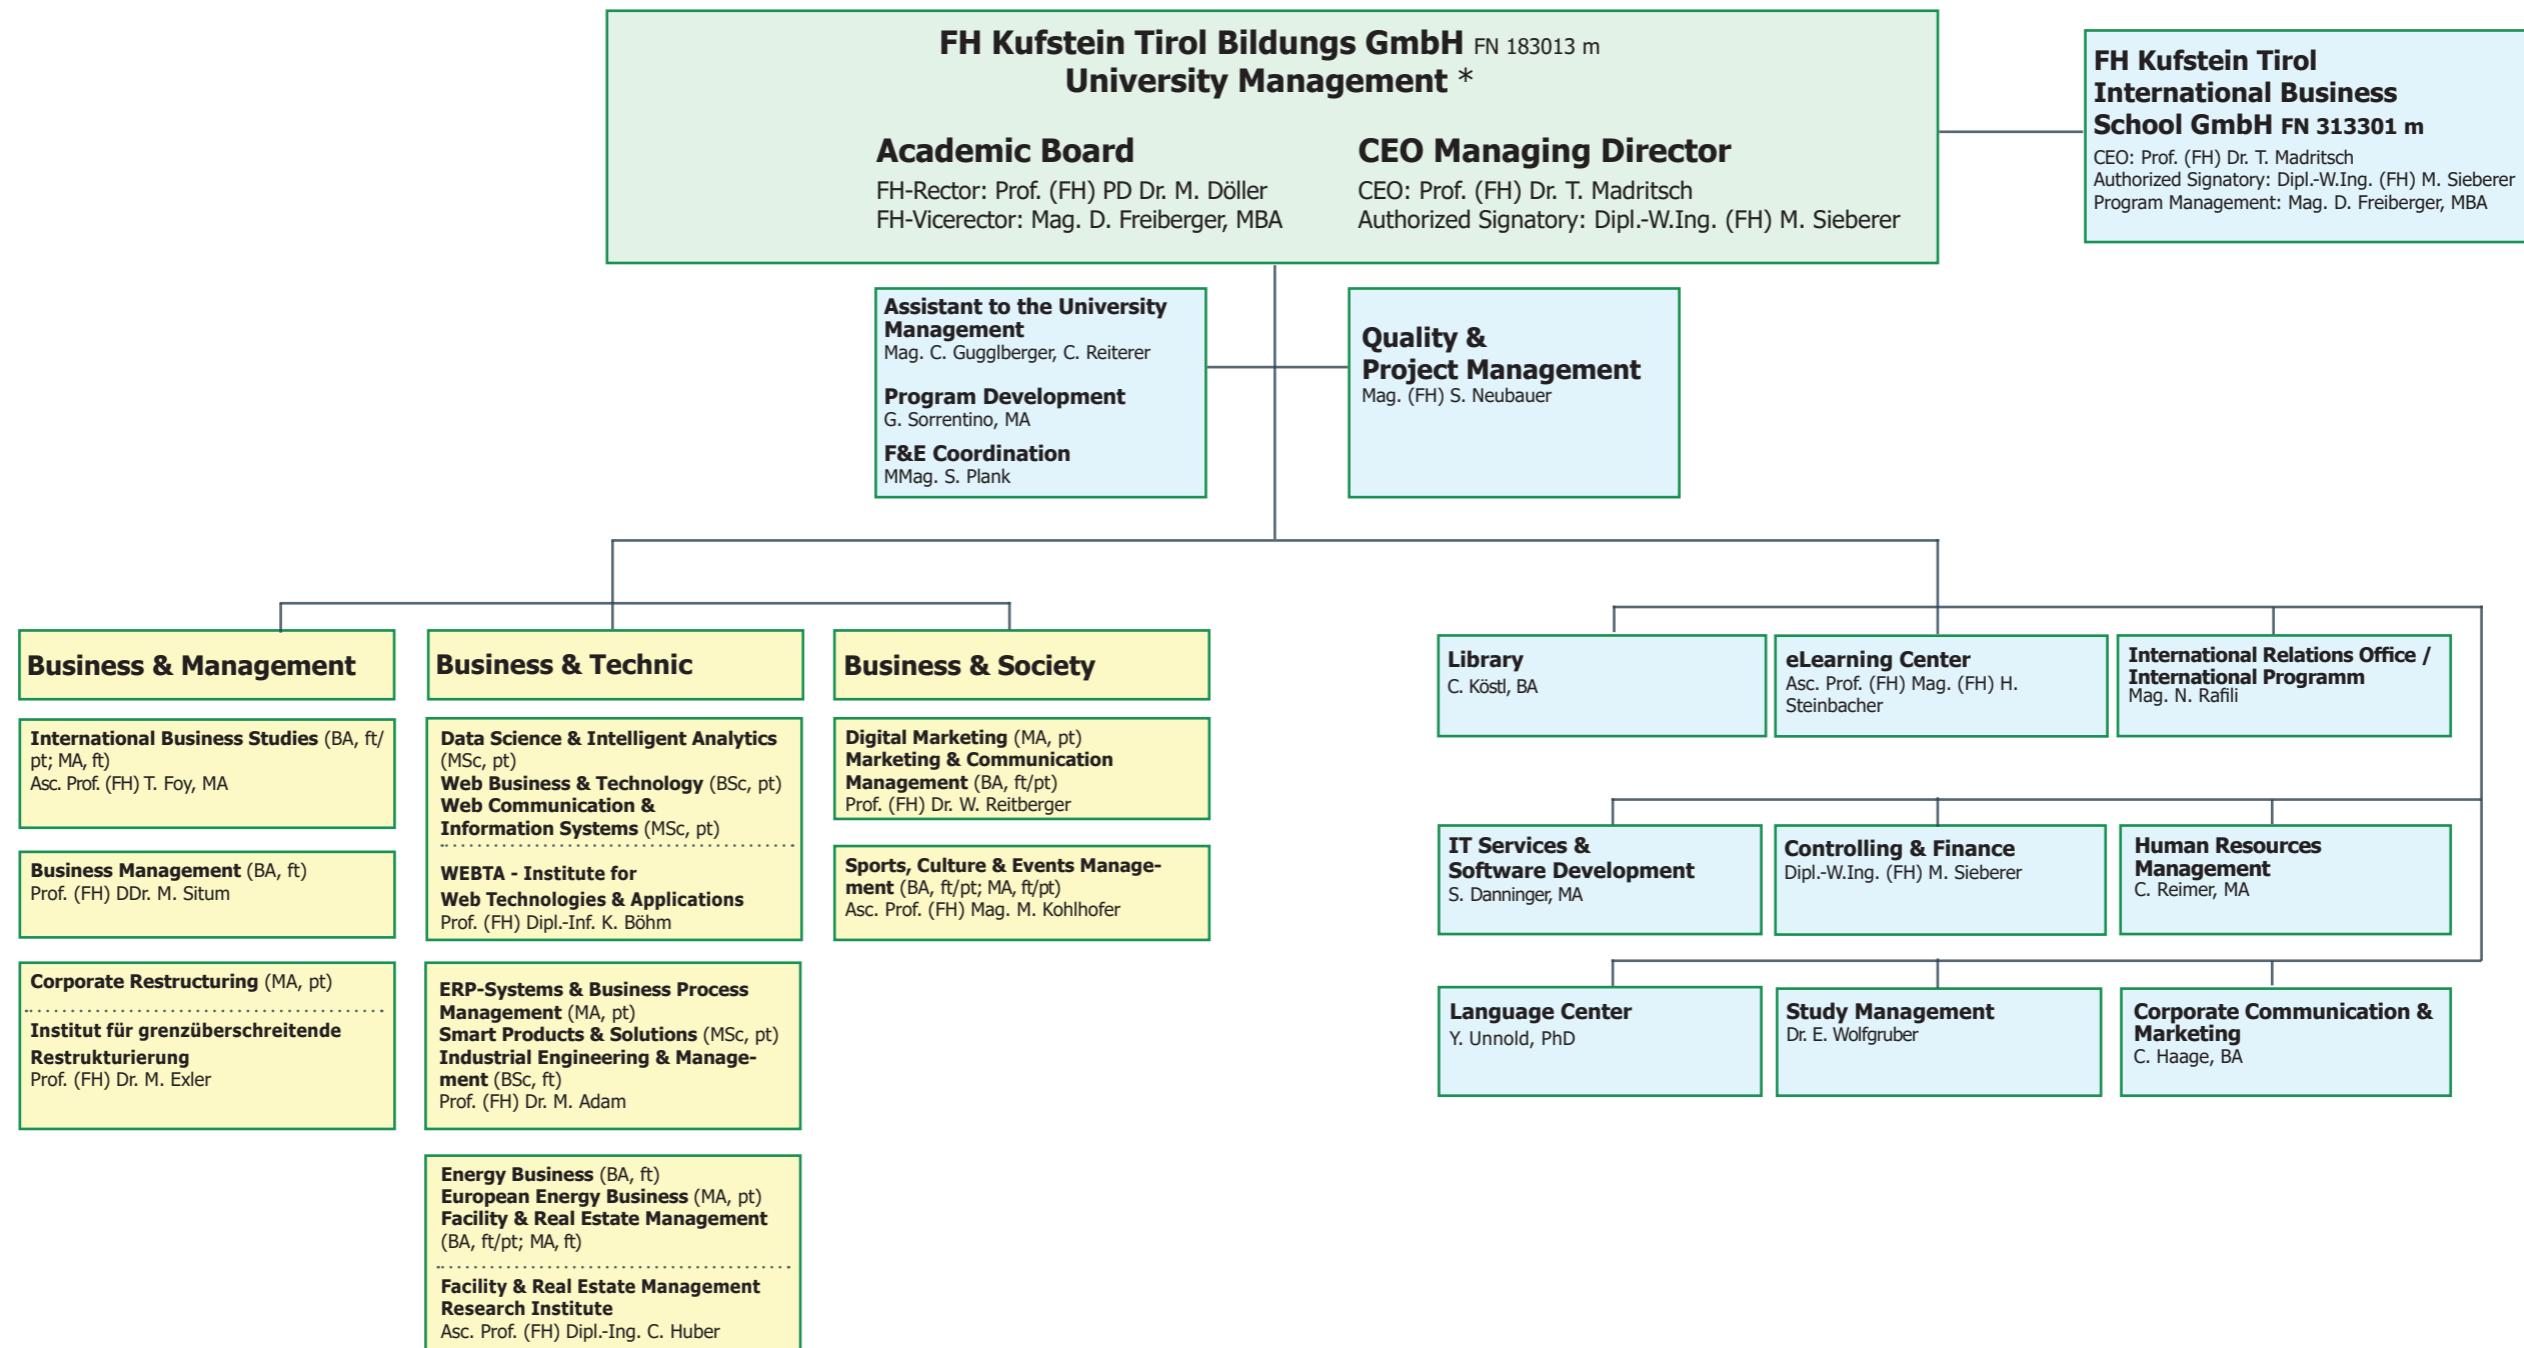 FH Kufstein Tirol Bildungs GmbH FN 183013 m
University Management *
Academic Board
FH-Rector: Prof. (FH) PD Dr. M. Döller
FH-Vicerector: Mag. D. Freiberger, MBA
CEO Managing Director
CEO: Prof. (FH) Dr. T. Madritsch
Authorized Signatory: Dipl.-W.Ing. (FH) M. Sieberer
FH Kufstein Tirol
International Business
School GmbH FN 313301 m
CEO: Prof. (FH) Dr. T. Madritsch
Authorized Signatory: Dipl.-W.Ing. (FH) M. Sieberer
Program Management: Mag. D. Freiberger, MBA
Assistant to the University
Management
Mag. C. Gugglberger, C. Reiterer
Program Development
G. Sorrentino, MA
F&E Coordination
MMag. S. Plank
Quality &
Project Management
Mag. (FH) S. Neubauer
Business & Management
International Business Studies (BA, ft/
pt; MA, ft)
Asc. Prof. (FH) T. Foy, MA
Business Management (BA, ft)
Prof. (FH) DDr. M. Situm
Corporate Restructuring (MA, pt)
Institut für grenzüberschreitende
Restrukturierung
Prof. (FH) Dr. M. Exler
Business & Technic
Data Science & Intelligent Analytics
(MSc, pt)
Web Business & Technology (BSc, pt)
Web Communication &
Information Systems (MSc, pt)
WEBTA - Institute for
Web Technologies & Applications
Prof. (FH) Dipl.-Inf. K. Böhm
ERP-Systems & Business Process
Management (MA, pt)
Smart Products & Solutions (MSc, pt)
Industrial Engineering & Manage-
ment (BSc, ft)
Prof. (FH) Dr. M. Adam
Energy Business (BA, ft)
European Energy Business (MA, pt)
Facility & Real Estate Management
(BA, ft/pt; MA, ft)
Facility & Real Estate Management
Research Institute
Asc. Prof. (FH) Dipl.-Ing. C. Huber
Business & Society
Digital Marketing (MA, pt)
Marketing & Communication
Management (BA, ft/pt)
Prof. (FH) Dr. W. Reitberger
Sports, Culture & Events Manage-
ment (BA, ft/pt; MA, ft/pt)
Asc. Prof. (FH) Mag. M. Kohlhofer
Library
C. Köstl, BA
eLearning Center
Asc. Prof. (FH) Mag. (FH) H.
Steinbacher
International Relations Office /
International Programm
Mag. N. Rafili
IT Services &
Software Development
S. Danninger, MA
Controlling & Finance
Dipl.-W.Ing. (FH) M. Sieberer
Human Resources
Management
C. Reimer, MA
Language Center
Y. Unnold, PhD
Study Management
Dr. E. Wolfgruber
Corporate Communication &
Marketing
C. Haage, BA